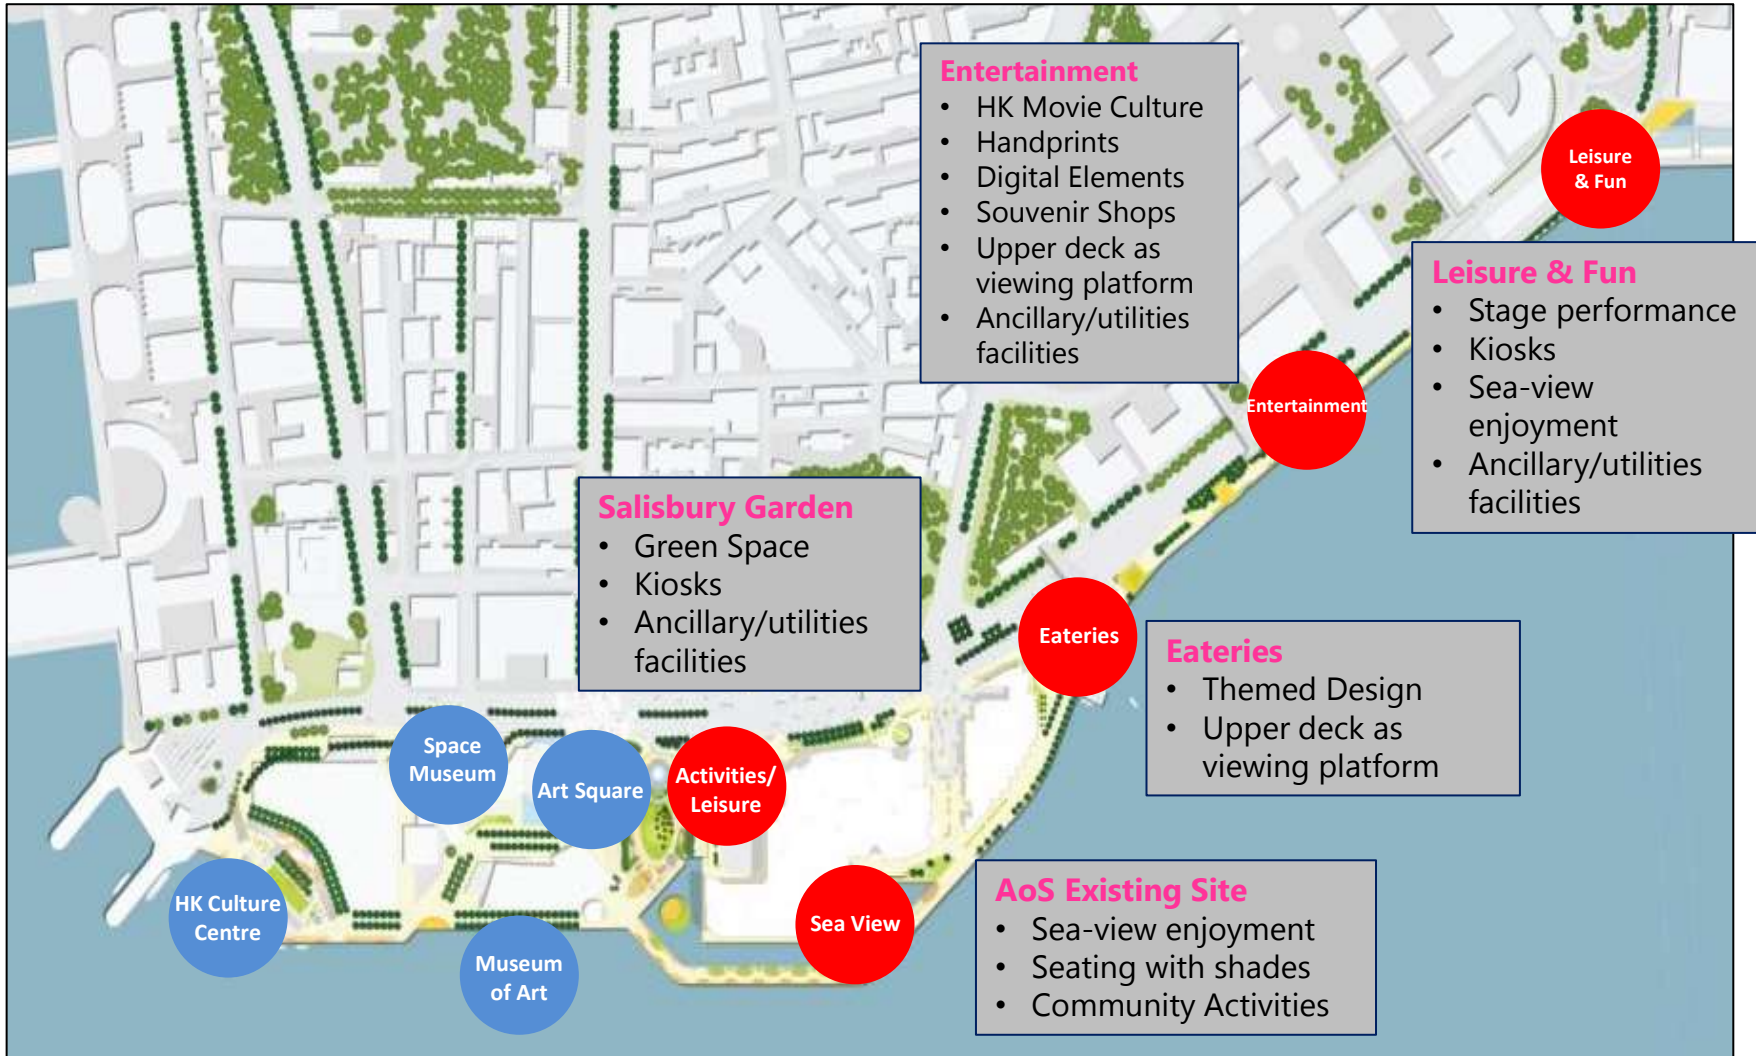 Entertainment
• HK Movie Culture
• Handprints
• Digital Elements
• Souvenir Shops
• Upper deck as
viewing platform
• Ancillary/utilities
facilities
Leisure
& Fun
Leisure & Fun
• Stage performance
• Kiosks
• Sea-view
enjoyment
• Ancillary/utilities
facilities
Entertainment
Salisbury Garden
• Green Space
• Kiosks
• Ancillary/utilities
facilities
Eateries
Eateries
• Themed Design
• Upper deck as
viewing platform
Space
Museum
Art Square
Activities/
Leisure
HK Culture
Centre
Museum
of Art
Sea View
AoS Existing Site
• Sea-view enjoyment
• Seating with shades
• Community Activities